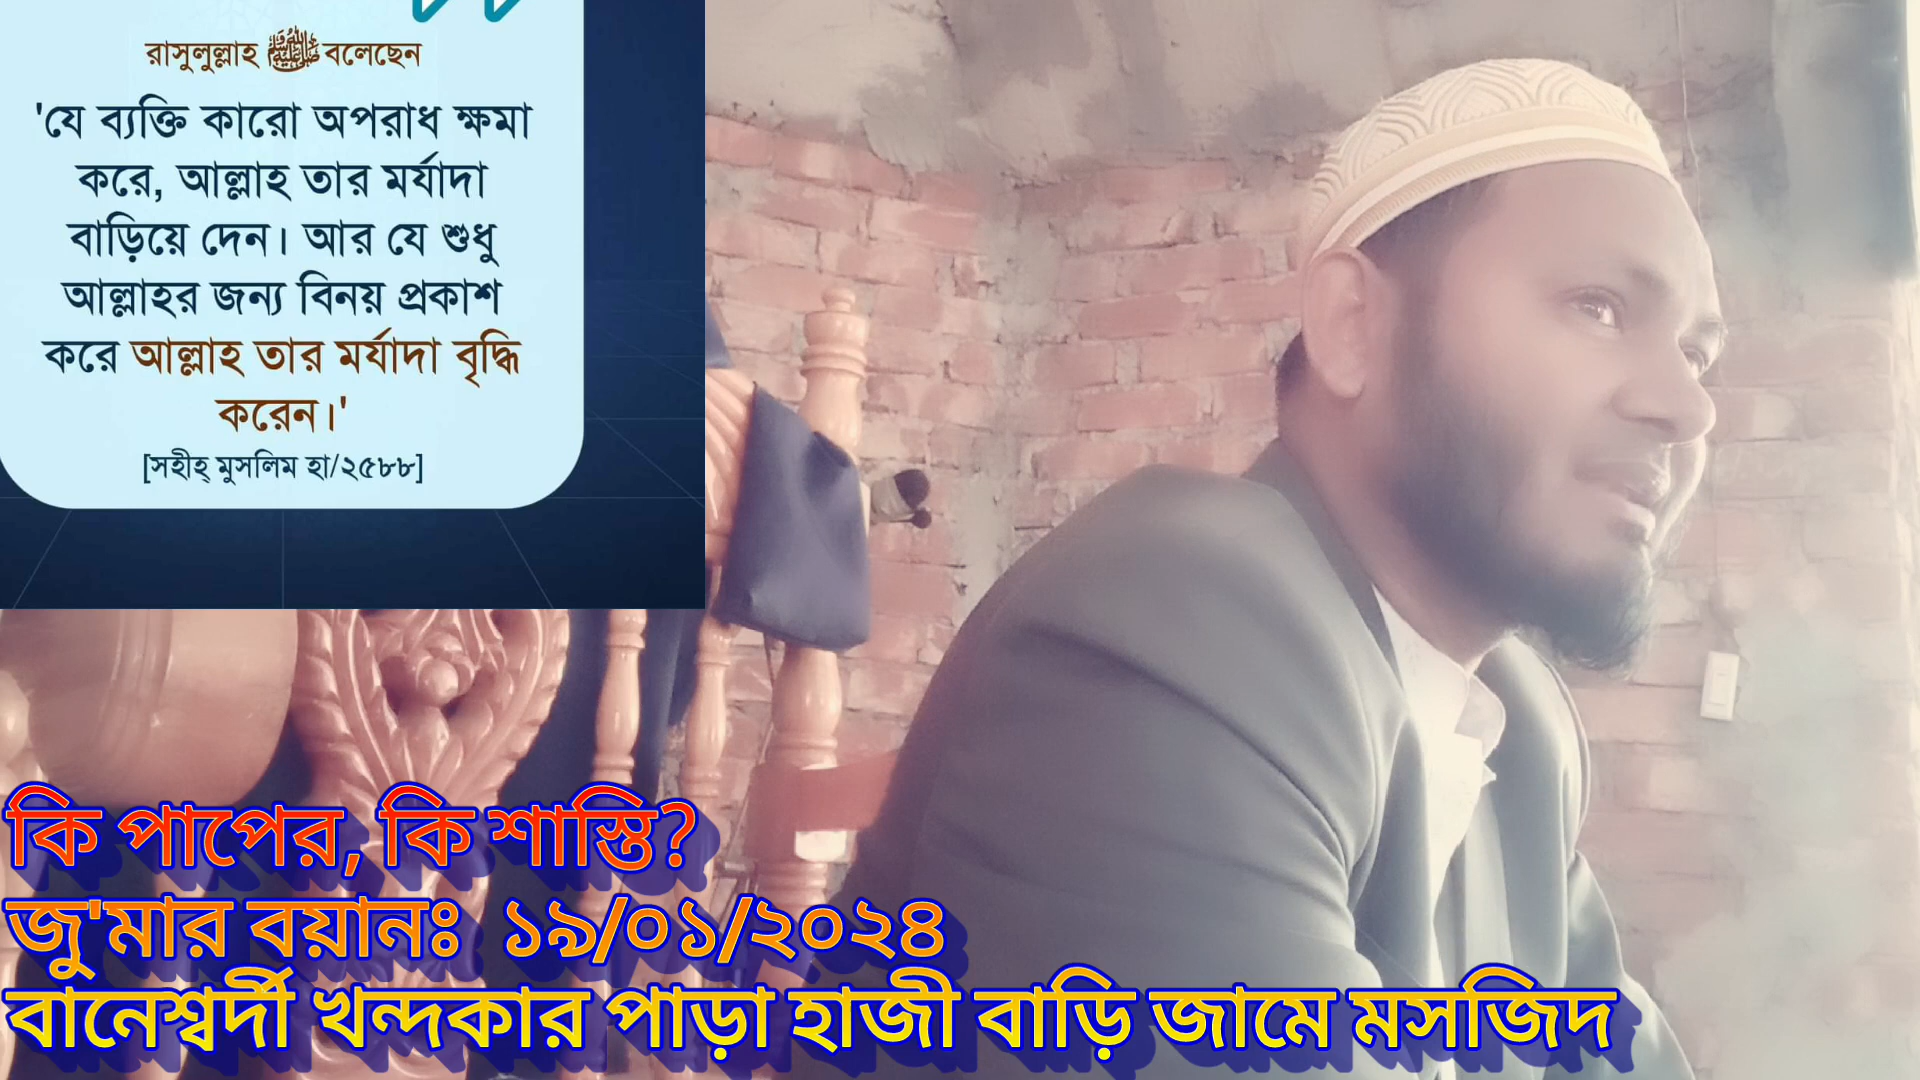 রাসুলুল্লাহ ﷺ বলেছেন
'যে ব্যক্তি কারো অপরাধ ক্ষমা
করে, আল্লাহ তার মর্যাদা
বাড়িয়ে দেন। আর যে শুধু
আল্লাহর জন্য বিনয় প্রকাশ
করে আল্লাহ তার মর্যাদা বৃদ্ধি
করেন।'
[সহীহ্ মুসলিম হা/২৫৮৮]
কি পাপের, কি শাস্তি?
জু'মার বয়ানঃ ১৯/০১/২০২৪
বানেশ্বর্দী খন্দকার পাড়া হাজী বাড়ি জামে মসজিদ